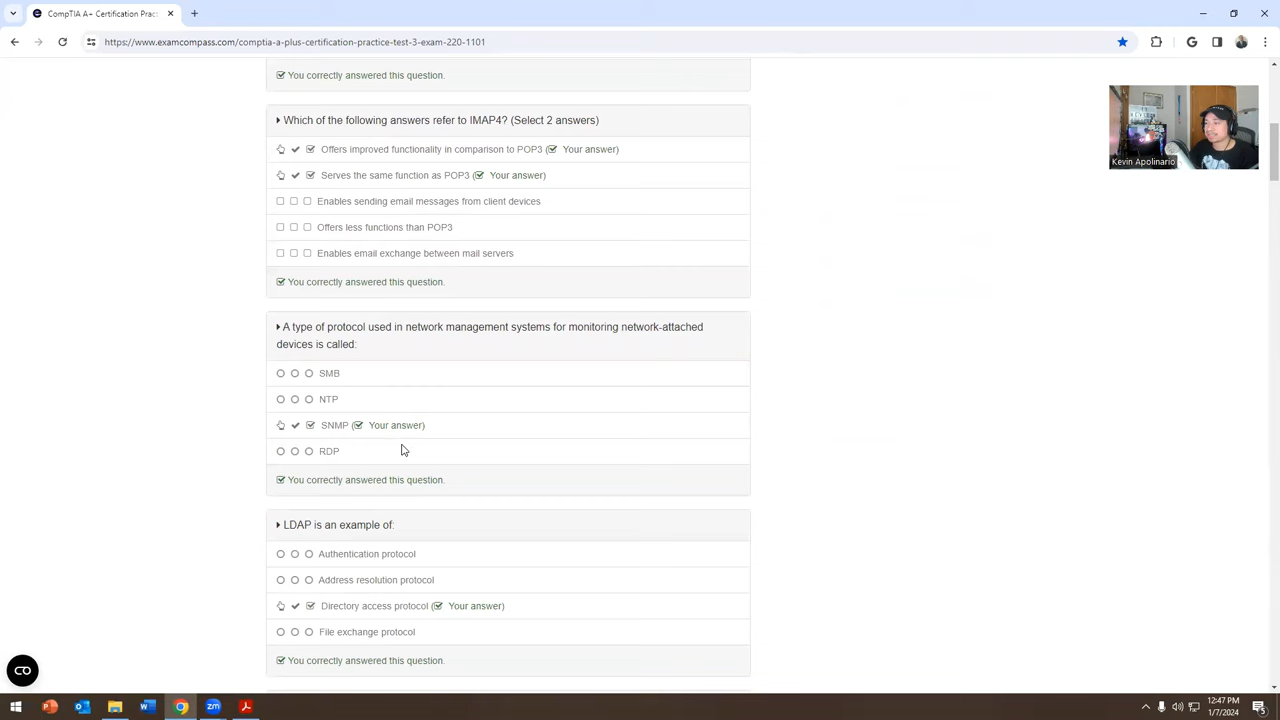 CompTIA A+ Certification Prac
https://www.examcompass.com/comptia-a-plus-certification-practice-test-3-exam-220-1101
You correctly answered this question.
Which of the following answers refer to IMAP4? (Select 2 answers)
Offers improved functionality in comparison to POP3 ( Your answer)
Serves the same function as POP3 ( Your answer)
Enables sending email messages from client devices
Offers less functions than POP3
Enables email exchange between mail servers
You correctly answered this question.
A type of protocol used in network management systems for monitoring network-attached
devices is called:
SMB
NTP
SNMP ( Your answer)
RDP
You correctly answered this question.
LDAP is an example of:
Authentication protocol
Address resolution protocol
Directory access protocol ( Your answer)
File exchange protocol
You correctly answered this question.
Kevin Apolinario
zm
12:47 PM
1/7/2024
5